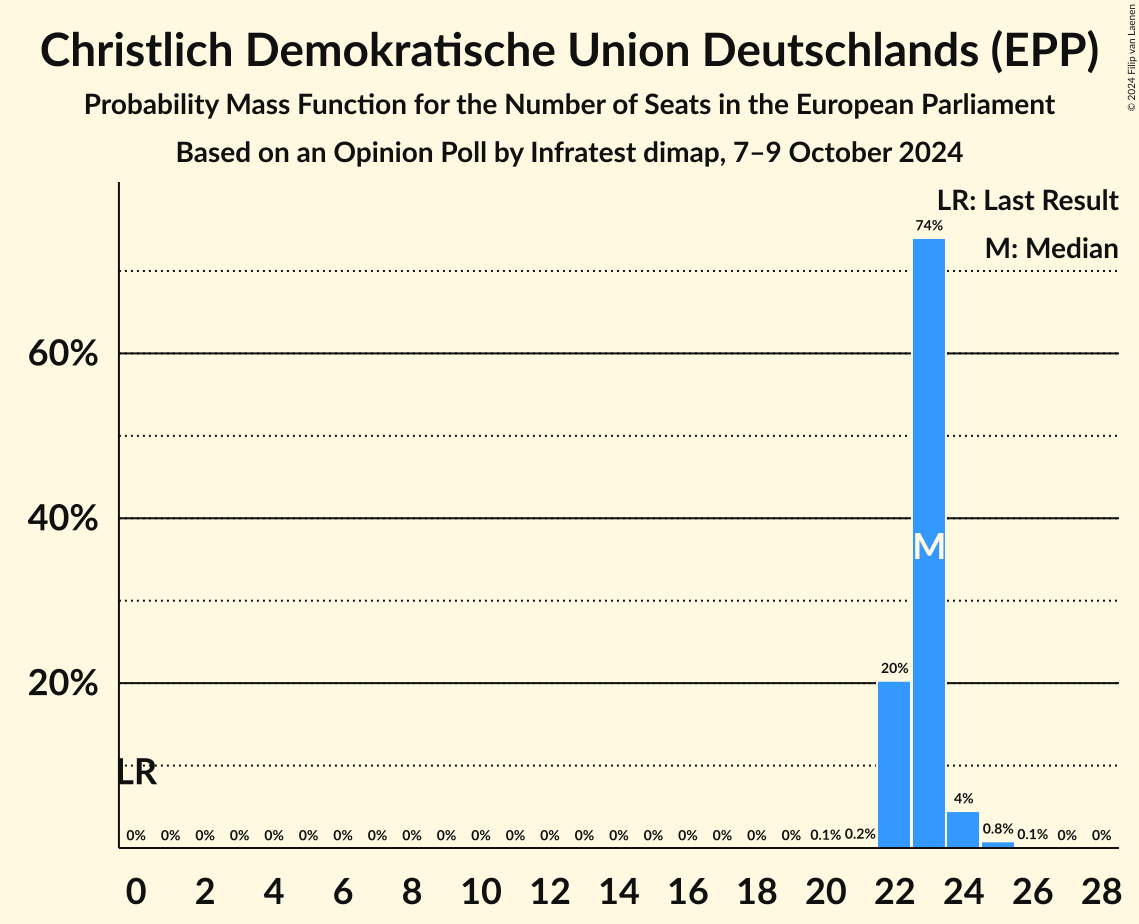 Christlich Demokratische Union Deutschlands (EPP)
Probability Mass Function for the Number of Seats in the European Parliament
Based on an Opinion Poll by Infratest dimap, 7–9 October 2024
© 2024 Filip van Laenen
LR: Last Result
M: Median
74%
60%
40%
M
20%
20%
LR
4%
0% 0% 0% 0% 0% 0% 0% 0% 0% 0% 0% 0% 0% 0% 0% 0% 0% 0% 0% 0% 0.1% 0.2% 0.8% 0.1% 0% 0%
0 2 4 6 8 10 12 14 16 18 20 22 24 26 28